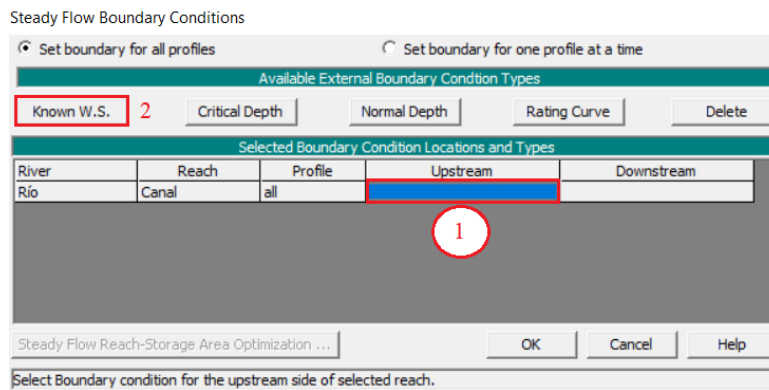 Steady Flow Boundary Conditions
Set boundary for all profiles Set boundary for one profile at a time
Available External Boundary Condtion Types
Known W.S. 2 Critical Depth Normal Depth Rating Curve Delete
Selected Boundary Condition Locations and Types
River Reach Profile Upstream Downstream
Río Canal all
1
Steady Flow Reach-Storage Area Optimization ... OK Cancel Help
Select Boundary condition for the upstream side of selected reach.